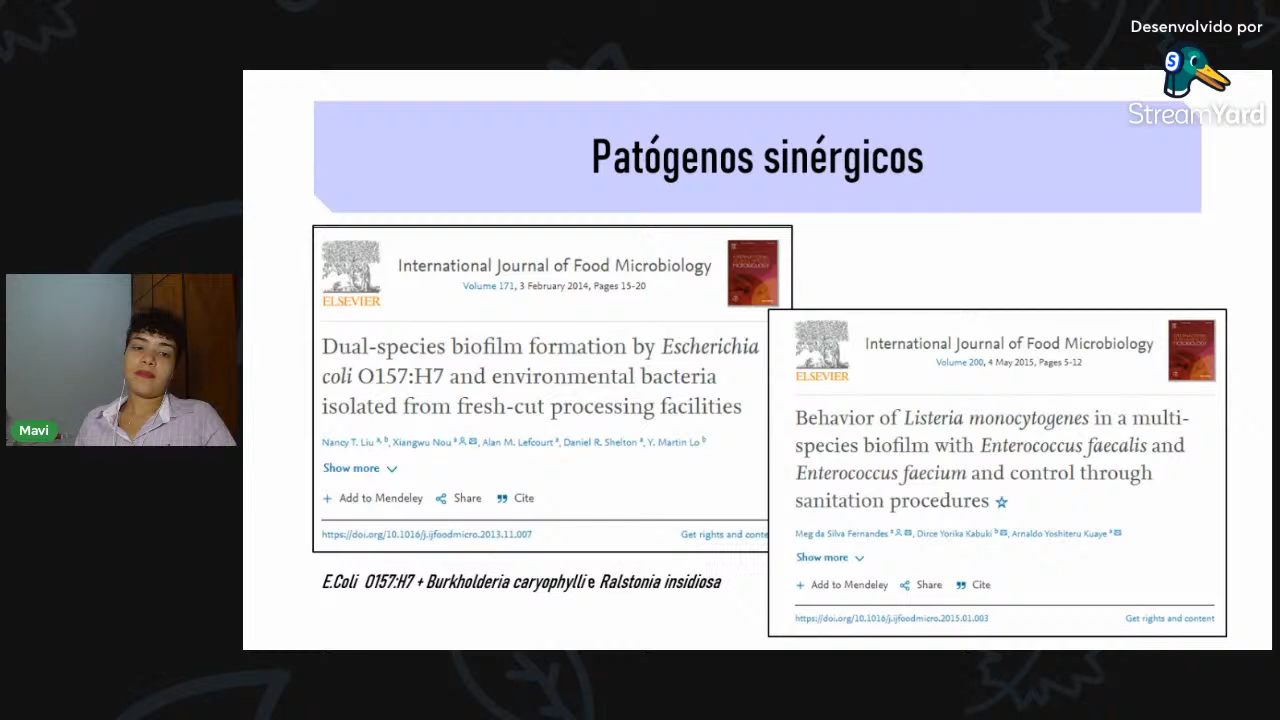 Desenvolvido por
StreamYard
Patógenos sinérgicos
ELSEVIER
International Journal of Food Microbiology
Volume 171, 3 February 2014, Pages 15-20
Dual-species biofilm formation by Escherichia
coli O157:H7 and environmental bacteria
isolated from fresh-cut processing facilities
Nancy T. Liu a, b, Xiangwu Nou a, Alan M. Lefcourt a, Daniel R. Shelton a, Y. Martin Lo b
Show more
+ Add to Mendeley Share Cite
https://doi.org/10.1016/j.ijfoodmicro.2013.11.007 Get rights and conte
E.Coli O157:H7 + Burkholderia caryophylli e Ralstonia insidiosa
ELSEVIER
International Journal of Food Microbiology
Volume 200, 4 May 2015, Pages 5-12
Behavior of Listeria monocytogenes in a multi-
species biofilm with Enterococcus faecalis and
Enterococcus faecium and control through
sanitation procedures ☆
Meg da Silva Fernandes a, Dirce Yorika Kabuki b, Arnaldo Yoshiteru Kuaye a
Show more
+ Add to Mendeley Share Cite
https://doi.org/10.1016/j.ijfoodmicro.2015.01.003 Get rights and content
Mavi